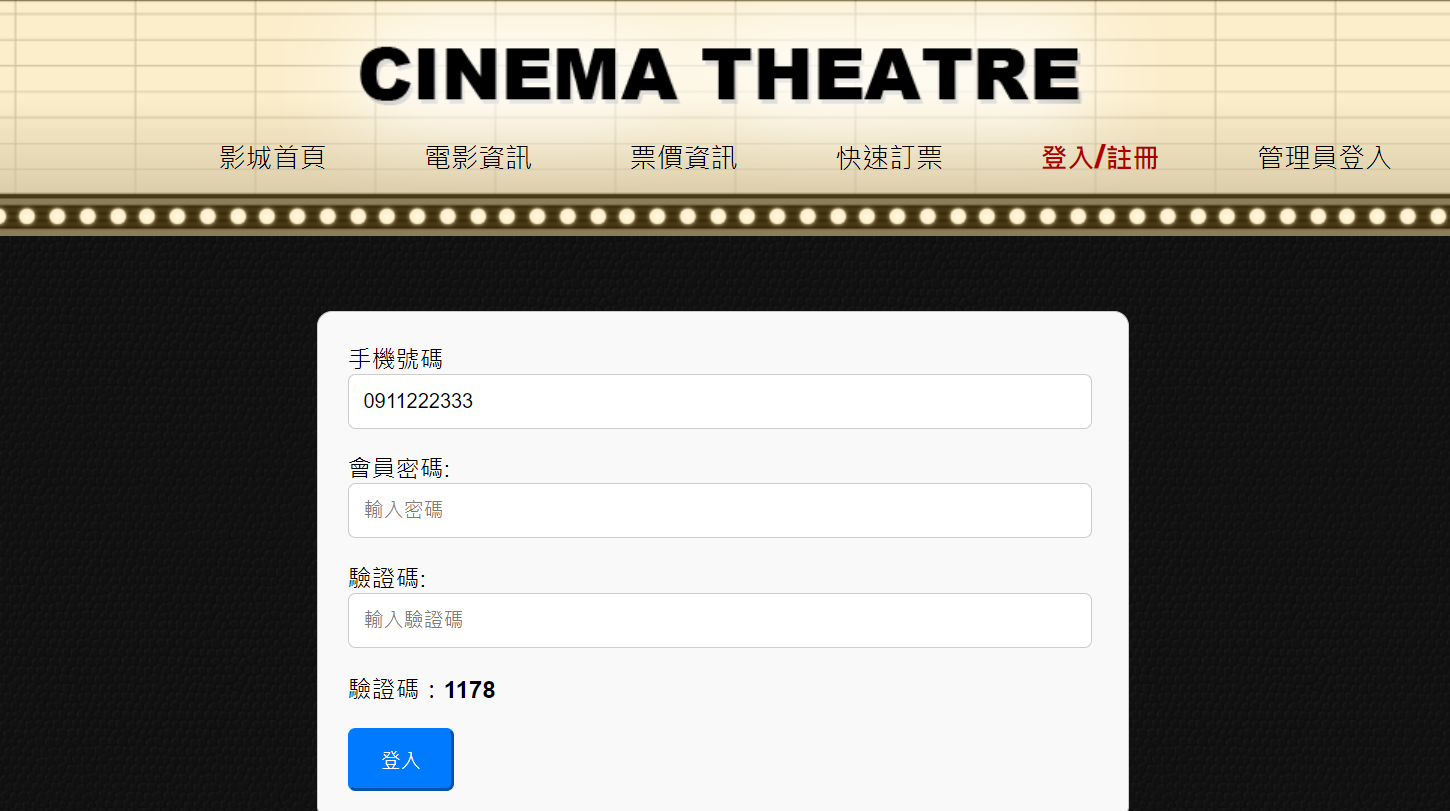 CINEMA THEATRE
影城首頁 電影資訊 票價資訊 快速訂票 登入/註冊 管理員登入
手機號碼
0911222333
會員密碼:
輸入密碼
驗證碼:
輸入驗證碼
驗證碼：1178
登入